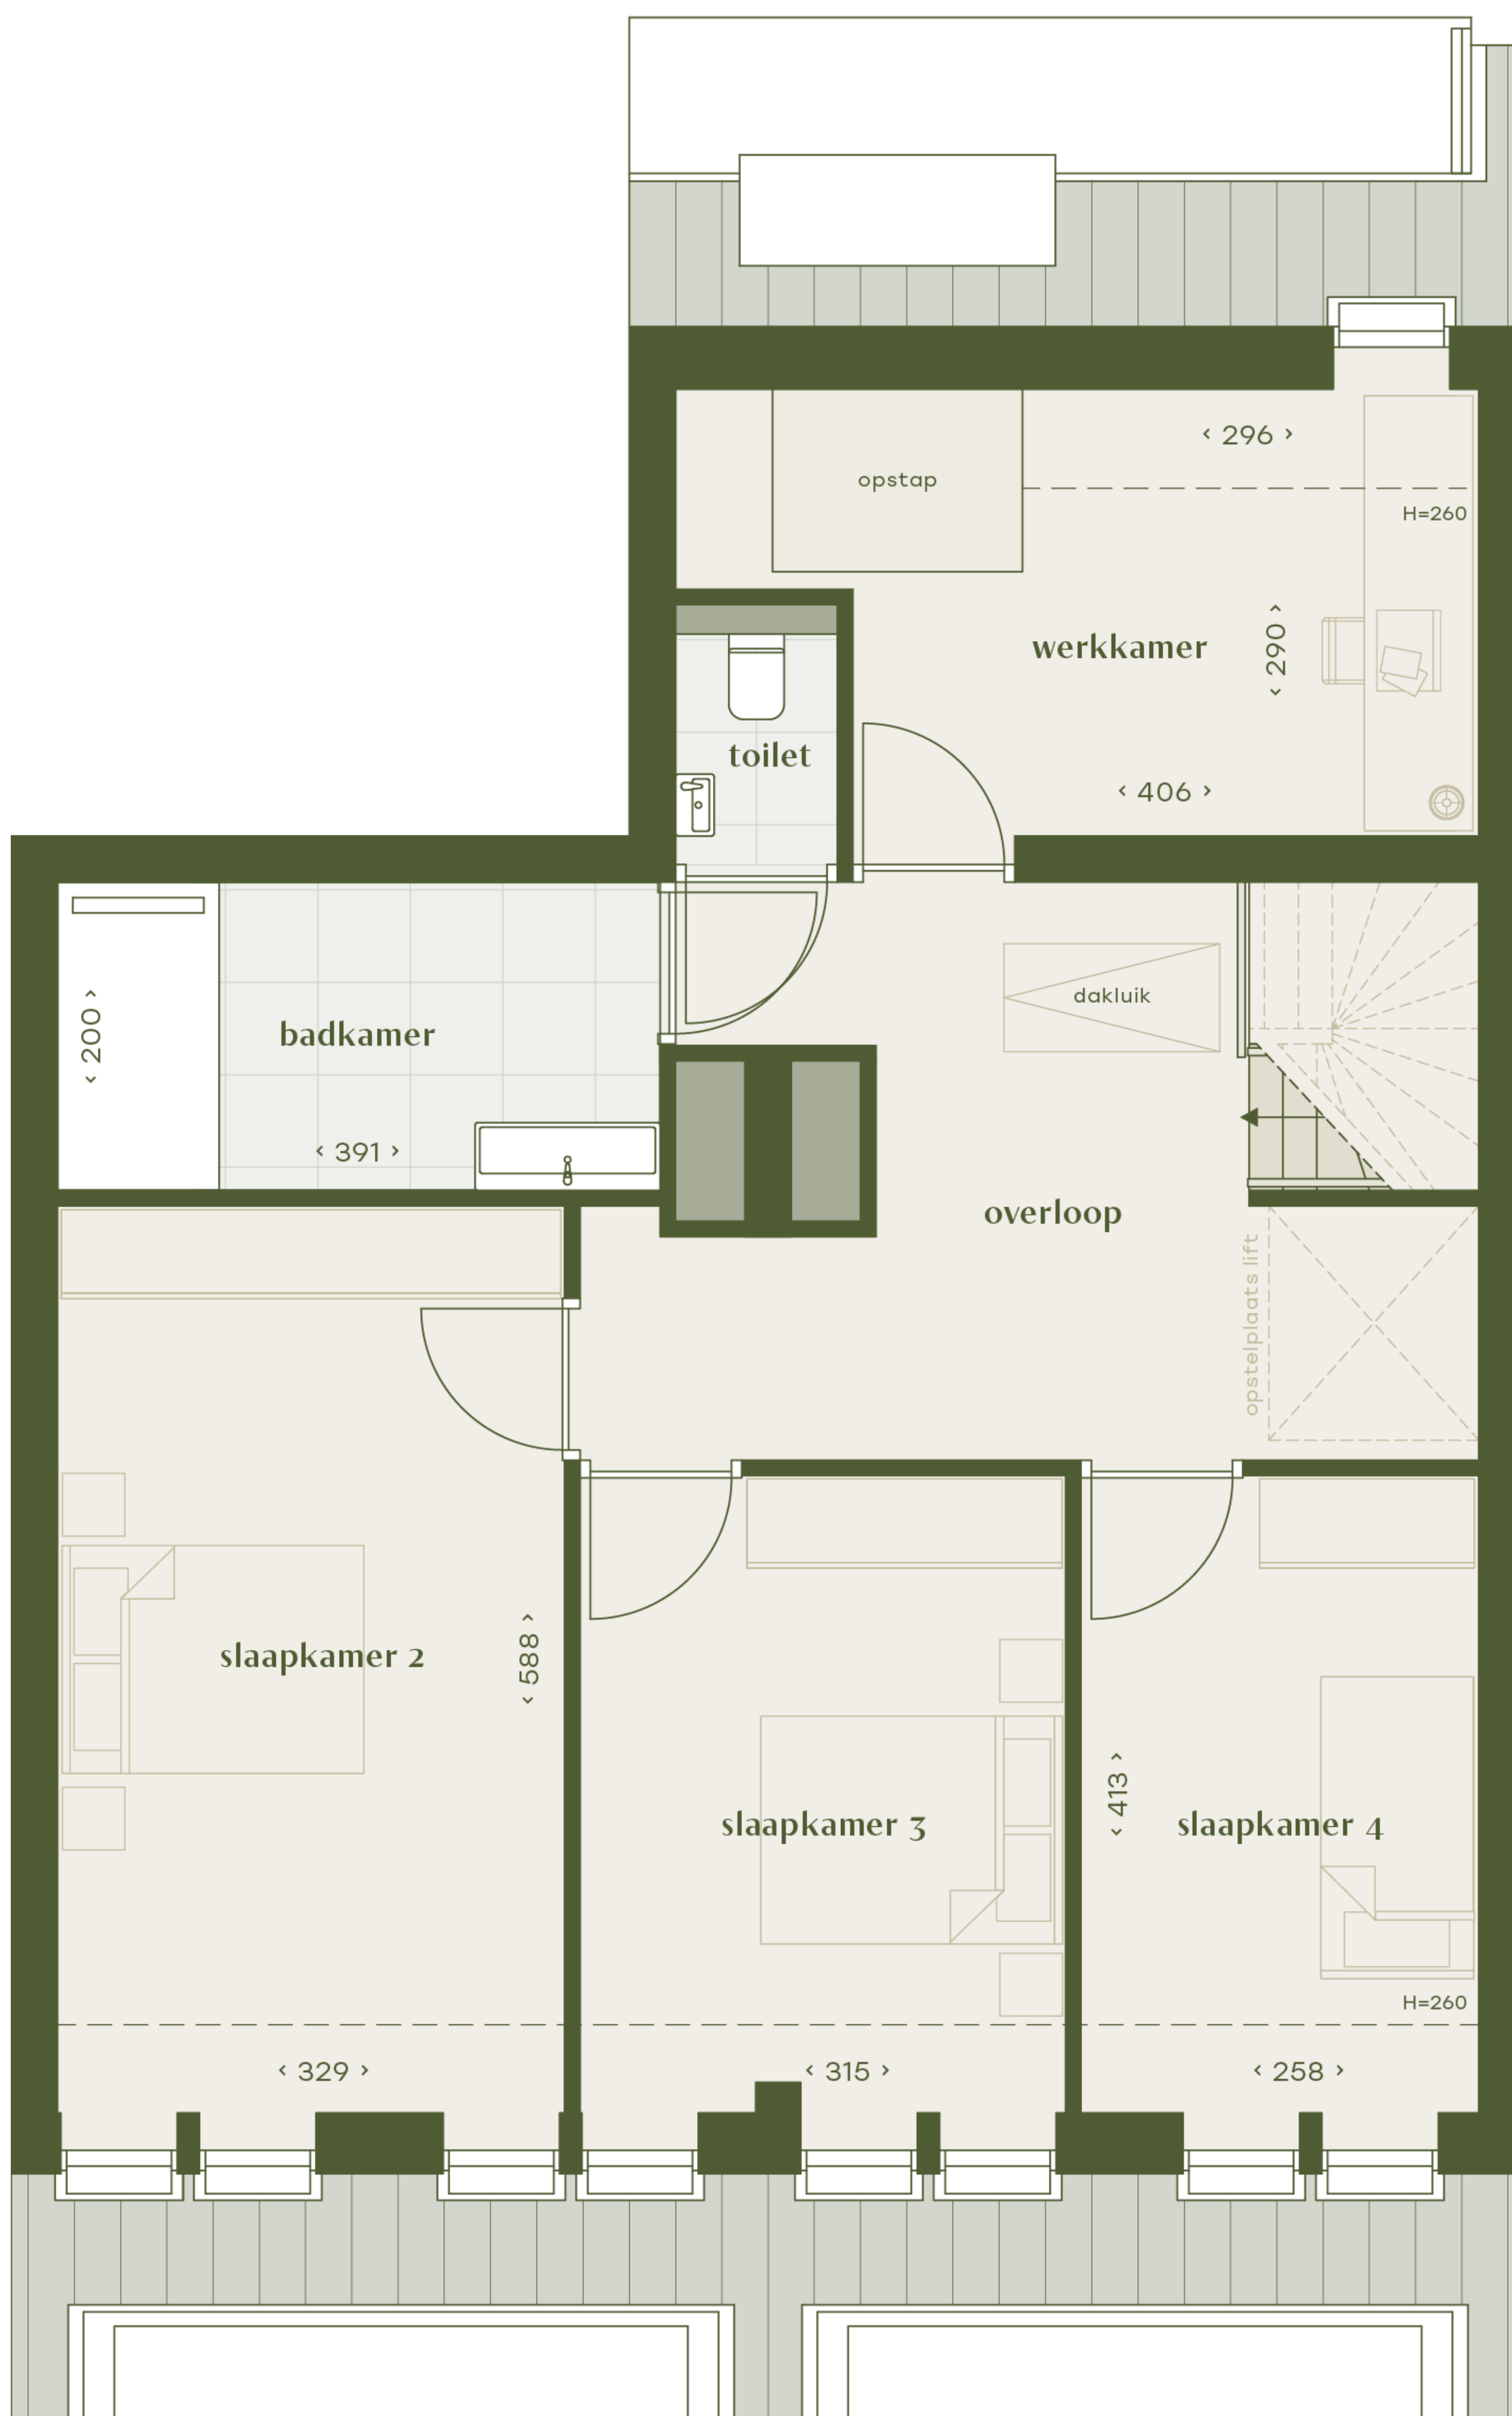 ‹ 296 ›
opstap
H=260
werkkamer
‹ 290 ›
toilet
‹ 406 ›
dakluik
‹ 200 ›
badkamer
‹ 391 ›
overloop
opstelplaats lift
slaapkamer 2
‹ 588 ›
‹ 413 ›
slaapkamer 3
slaapkamer 4
H=260
‹ 329 ›
‹ 315 ›
‹ 258 ›